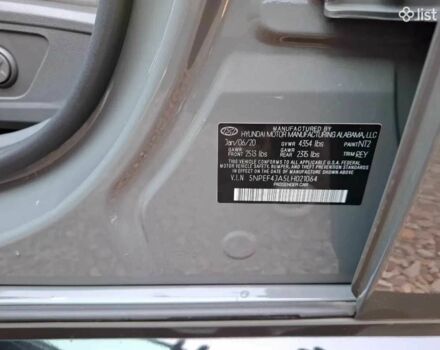 list
MANUFACTURED BY
HYUNDAI MOTOR MANUFACTURING ALABAMA, LLC
Jan/06/20 GVWR 4354 lbs PAINT NT2
GAWR GAWR
FRONT 2513 lbs REAR 2315 lbs TRIM REY
THIS VEHICLE CONFORMS TO ALL APPLICABLE U.S. FEDERAL
MOTOR VEHICLE SAFETY, BUMPER, AND THEFT PREVENTION STANDARDS
IN EFFECT ON THE DATE OF MANUFACTURE SHOWN ABOVE.
V.I.N 5NPEF4JA5LH021064
PASSENGER CAR